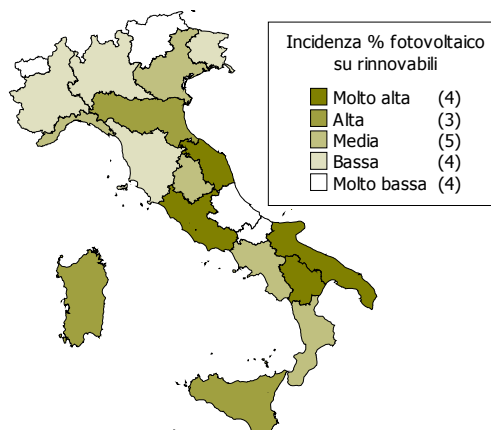 Incidenza % fotovoltaico
su rinnovabili
Molto alta (4)
Alta (3)
Media (5)
Bassa (4)
Molto bassa (4)